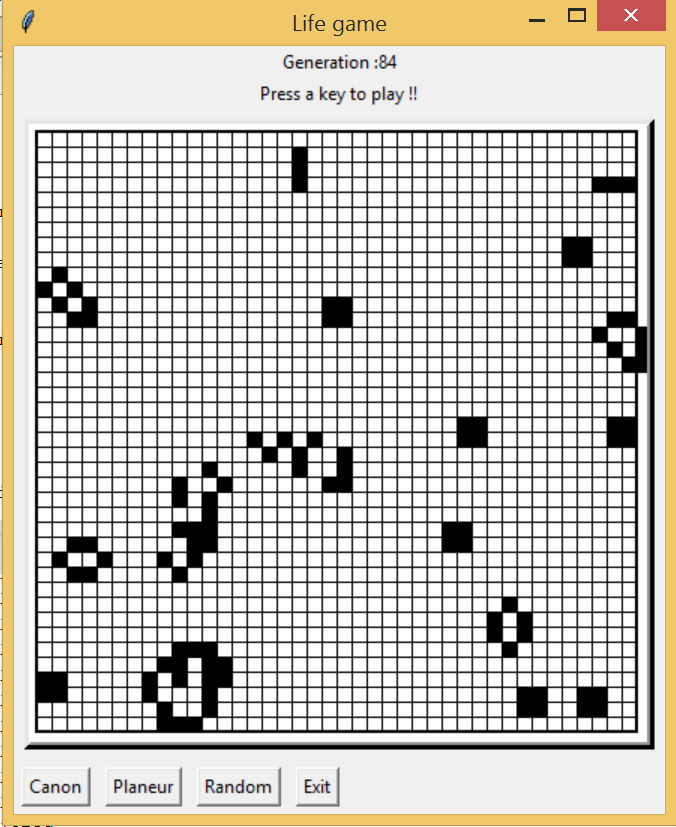 Life game
Generation :84
Press a key to play !!
Canon Planeur Random Exit